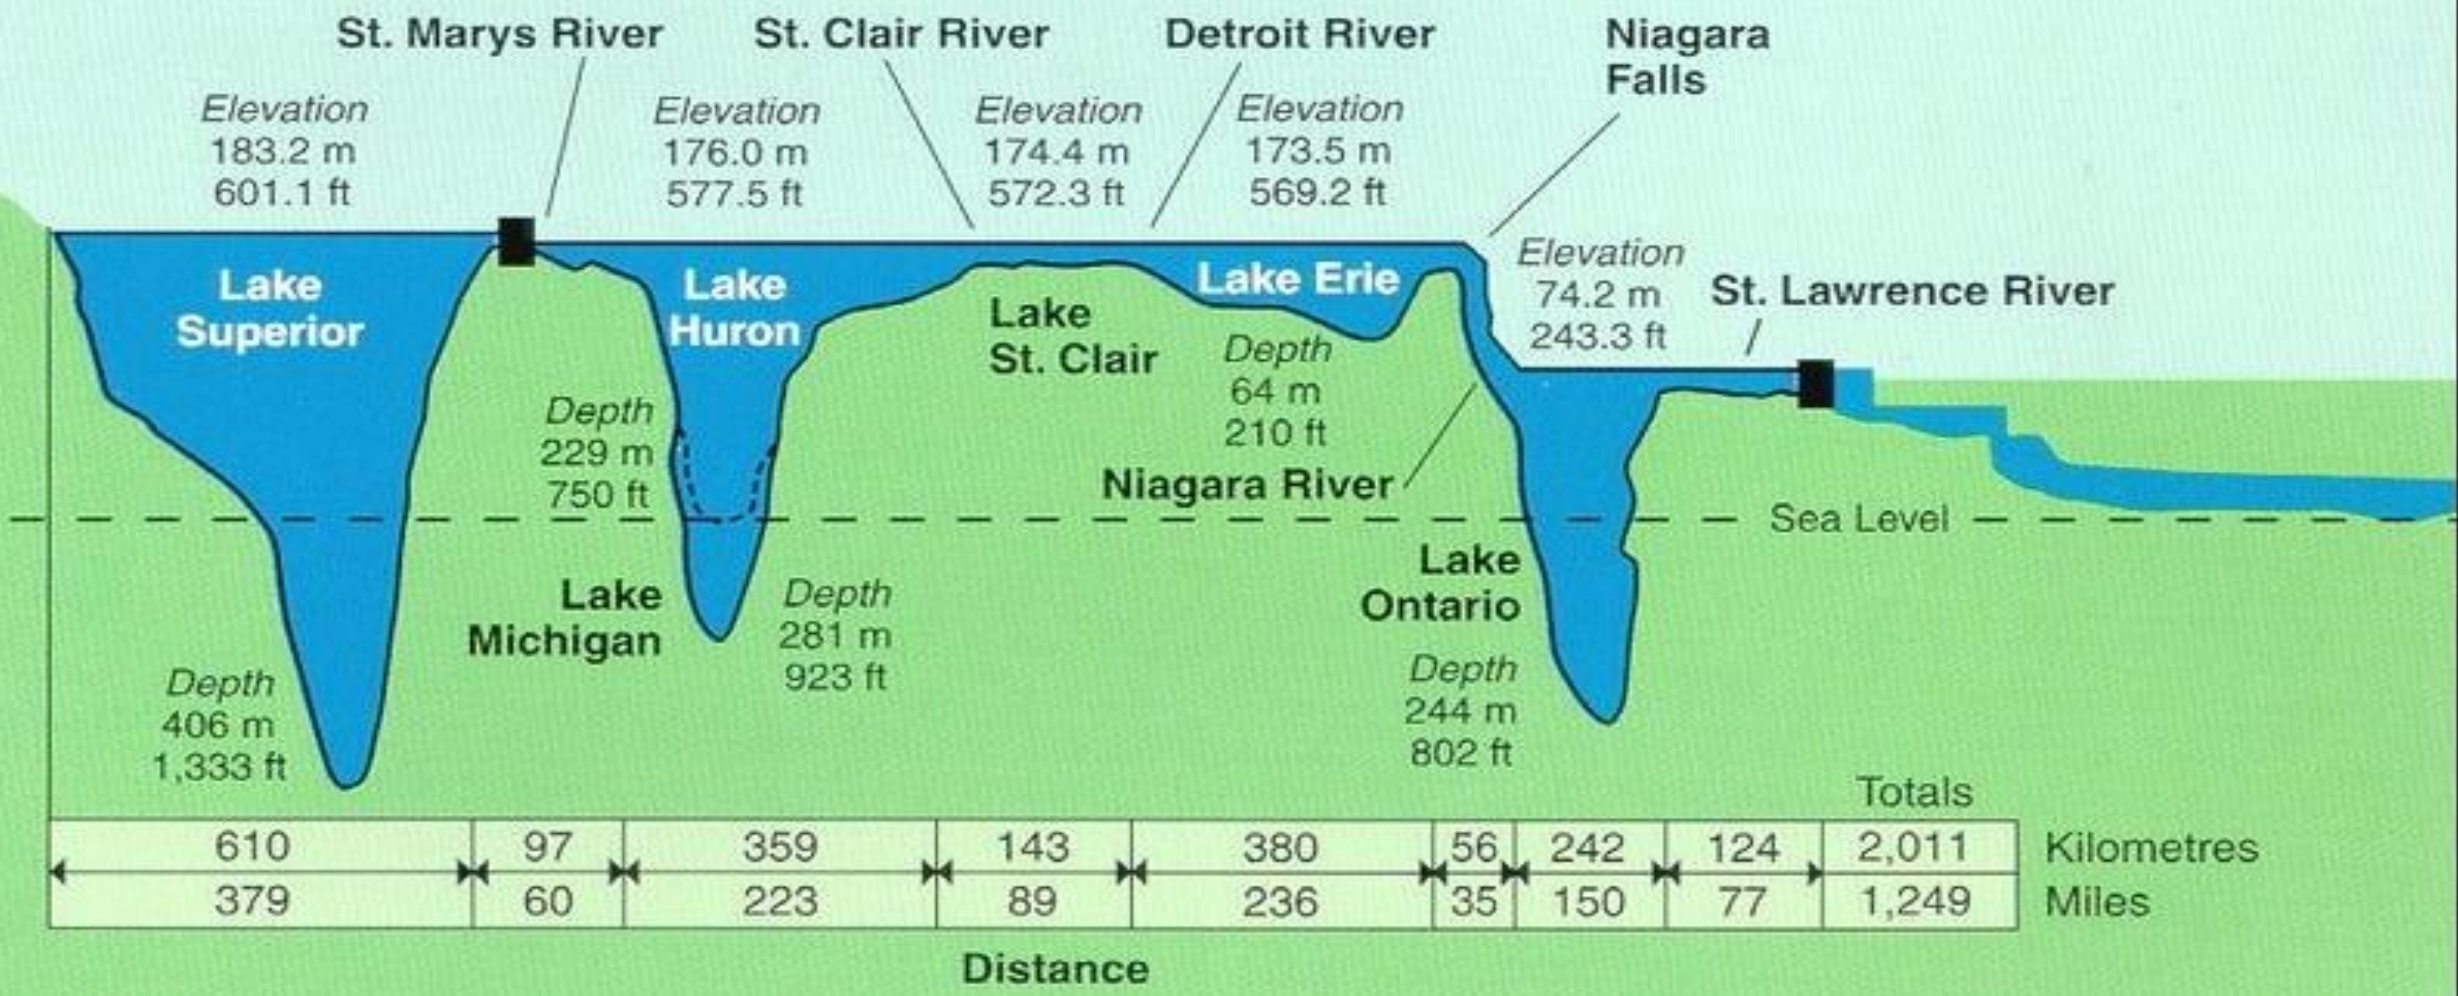 St. Marys River
St. Clair River
Detroit River
Niagara
Falls
Elevation
183.2 m
601.1 ft
Elevation
176.0 m
577.5 ft
Elevation
174.4 m
572.3 ft
Elevation
173.5 m
569.2 ft
Elevation
74.2 m
243.3 ft
St. Lawrence River
Lake
Superior
Lake
Huron
Lake
St. Clair
Lake Erie
Depth
64 m
210 ft
Depth
229 m
750 ft
Niagara River
Sea Level
Lake
Michigan
Depth
281 m
923 ft
Lake
Ontario
Depth
244 m
802 ft
Depth
406 m
1,333 ft
Totals
610 97 359 143 380 56 242 124 2,011 Kilometres
379 60 223 89 236 35 150 77 1,249 Miles
Distance